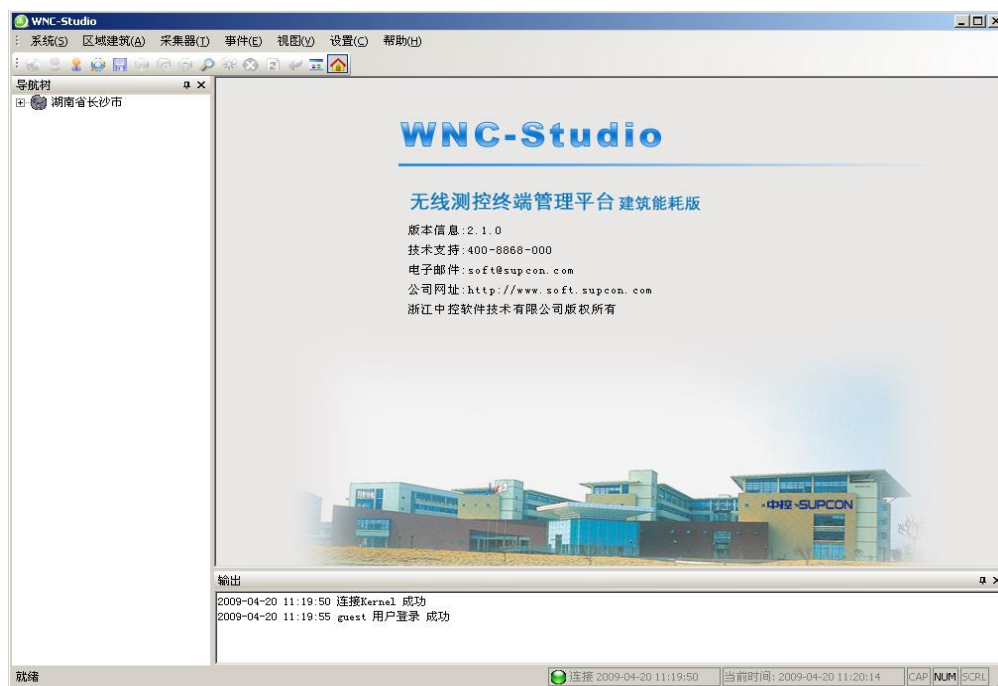 WNC-Studio
系统(S) 区域建筑(A) 采集器(I) 事件(E) 视图(V) 设置(C) 帮助(H)
导航树
湖南省长沙市
WNC-Studio
无线测控终端管理平台 建筑能耗版
版本信息:2.1.0
技术支持:400-8868-000
电子邮件:soft@supcon.com
公司网址:http://www.soft.supcon.com
浙江中控软件技术有限公司版权所有
中控·SUPCON
输出
2009-04-20 11:19:50 连接Kernel 成功
2009-04-20 11:19:55 guest 用户登录 成功
就绪 连接 2009-04-20 11:19:50 当前时间: 2009-04-20 11:20:14 CAP NUM SCRL